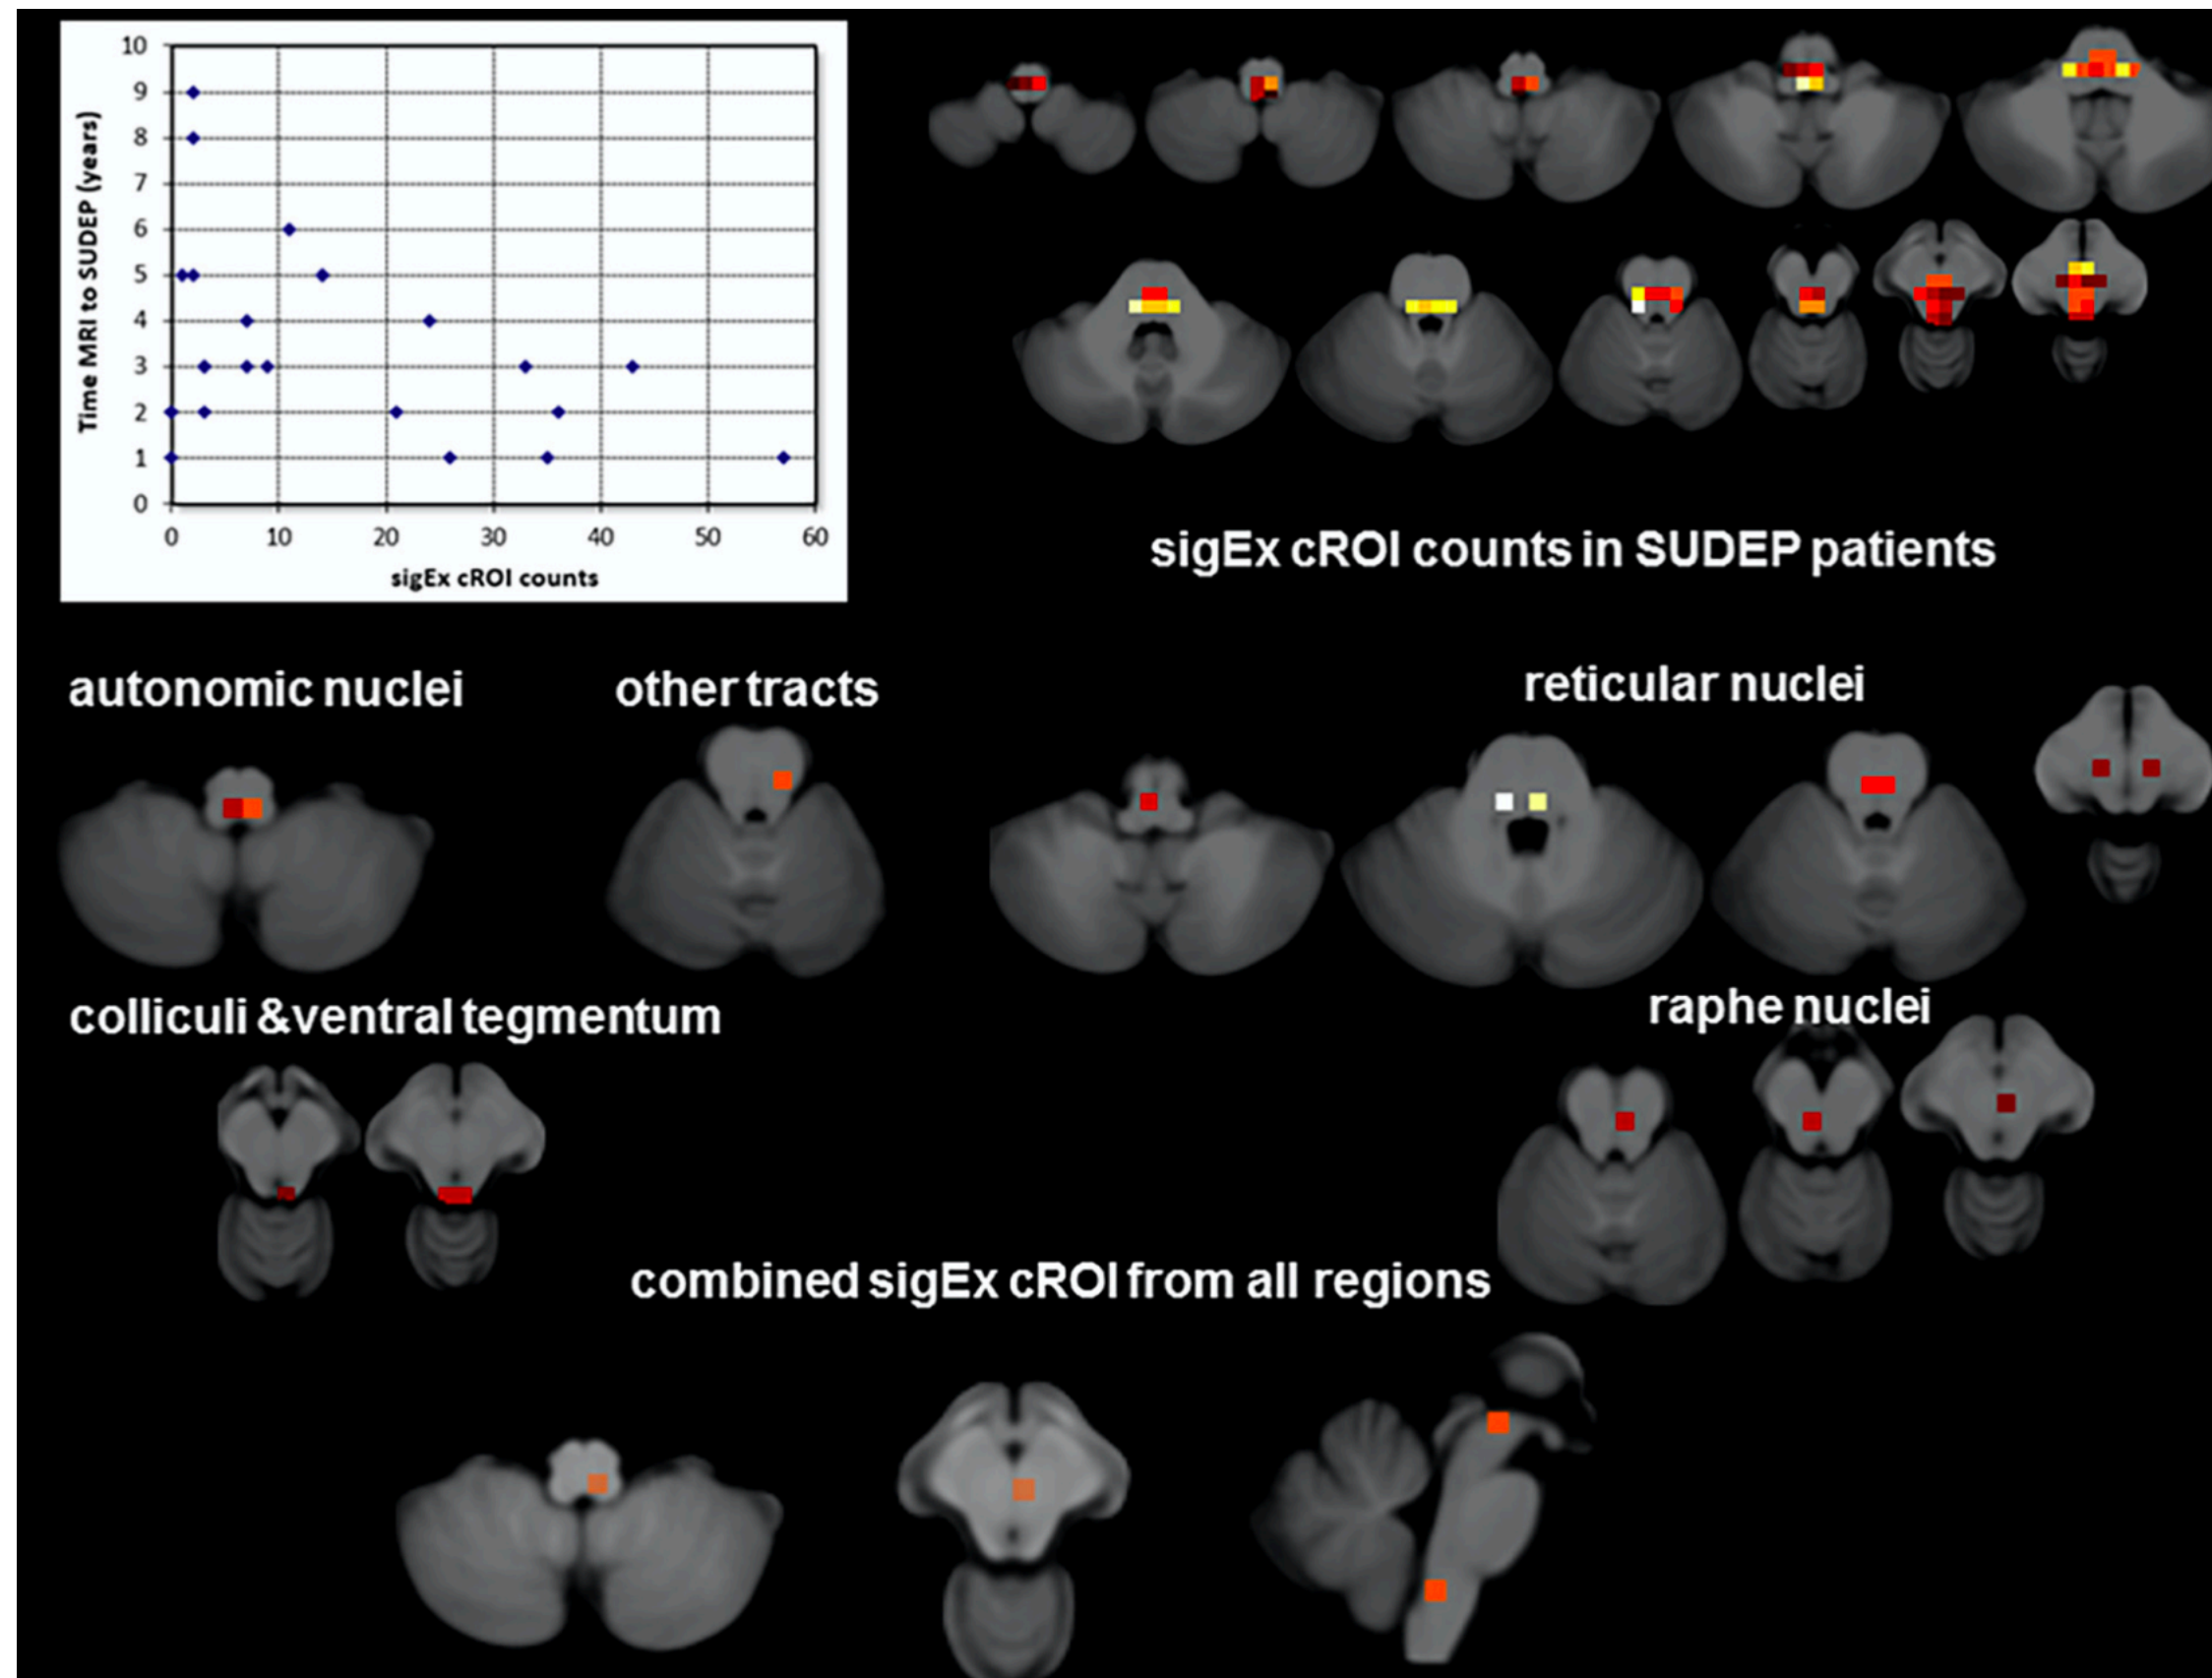 10
9
8
7
6
5
4
3
2
1
0
Time MRI to SUDEP (years)
0 10 20 30 40 50 60
sigEx cROI counts
sigEx cROI counts in SUDEP patients
autonomic nuclei
other tracts
reticular nuclei
colliculi &ventral tegmentum
raphe nuclei
combined sigEx cROI from all regions